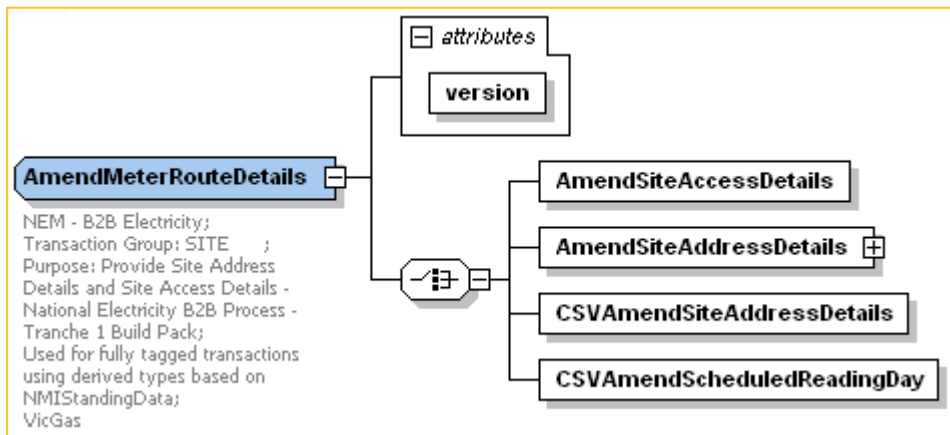 attributes
version
AmendMeterRouteDetails
NEM - B2B Electricity;
Transaction Group: SITE ;
Purpose: Provide Site Address
Details and Site Access Details -
National Electricity B2B Process -
Tranche 1 Build Pack;
Used for fully tagged transactions
using derived types based on
NMIStandingData;
VicGas
AmendSiteAccessDetails
AmendSiteAddressDetails
CSVAmendSiteAddressDetails
CSVAmendScheduledReadingDay